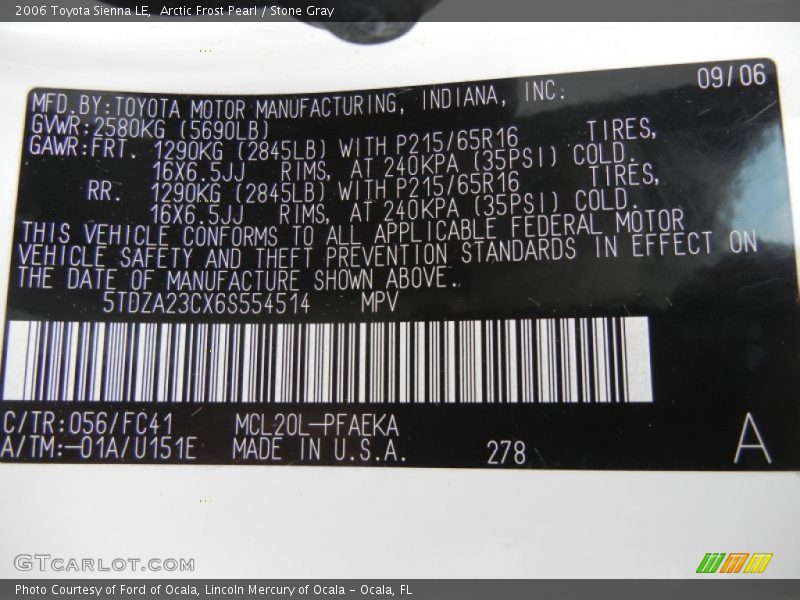 2006 Toyota Sienna LE, Arctic Frost Pearl / Stone Gray
09/06
MFD.BY:TOYOTA MOTOR MANUFACTURING, INDIANA, INC.
GVWR:2580KG (5690LB)
GAWR:FRT. 1290KG (2845LB) WITH P215/65R16 TIRES,
16X6.5JJ RIMS, AT 240KPA (35PSI) COLD.
RR. 1290KG (2845LB) WITH P215/65R16 TIRES,
16X6.5JJ RIMS, AT 240KPA (35PSI) COLD.
THIS VEHICLE CONFORMS TO ALL APPLICABLE FEDERAL MOTOR
VEHICLE SAFETY AND THEFT PREVENTION STANDARDS IN EFFECT ON
THE DATE OF MANUFACTURE SHOWN ABOVE.
5TDZA23CX6S554514 MPV
C/TR:056/FC41 MCL20L-PFAEKA
A/TM:-01A/U151E MADE IN U.S.A. 278 A
GTCARLOT.COM
Photo Courtesy of Ford of Ocala, Lincoln Mercury of Ocala - Ocala, FL